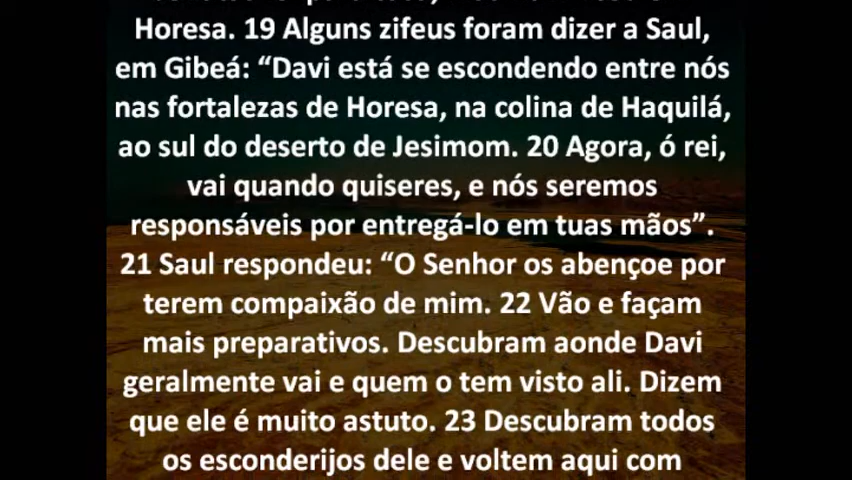 Horesa. 19 Alguns zifeus foram dizer a Saul,
em Gibeá: “Davi está se escondendo entre nós
nas fortalezas de Horesa, na colina de Haquilá,
ao sul do deserto de Jesimom. 20 Agora, ó rei,
vai quando quiseres, e nós seremos
responsáveis por entregá-lo em tuas mãos”.
21 Saul respondeu: “O Senhor os abençoe por
terem compaixão de mim. 22 Vão e façam
mais preparativos. Descubram aonde Davi
geralmente vai e quem o tem visto ali. Dizem
que ele é muito astuto. 23 Descubram todos
os esconderijos dele e voltem aqui com